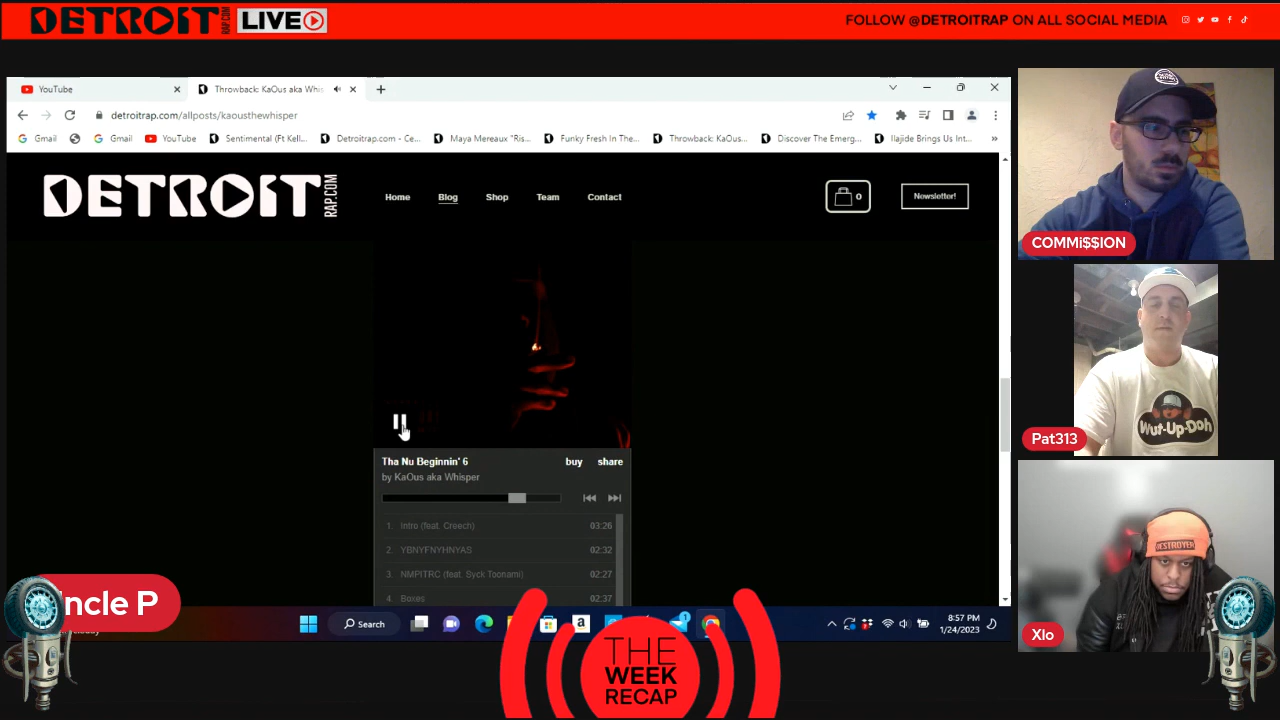 DETROIT RAP.COM LIVE
FOLLOW @DETROITRAP ON ALL SOCIAL MEDIA
YouTube
Throwback: KaOus aka Whis
detroitrap.com/allposts/kaousthewhisper
Gmail
Gmail
YouTube
Sentimental (Ft Kell...
Detroitrap.com - Ce...
Maya Mereaux "Ris...
Funky Fresh In The...
Throwback: KaOus...
Discover The Emerg...
Ilajide Brings Us Int...
»
DETROIT RAP.COM
Home
Blog
Shop
Team
Contact
0
Newsletter!
Tha Nu Beginnin' 6
buy
share
by KaOus aka Whisper
1. Intro (feat. Creech) 03:26
2. YBNYFNYHNYAS 02:32
3. NMPITRC (feat. Syck Toonami) 02:27
4. Boxes 02:37
COMMi$$ION
Wut-Up-Doh
Pat313
DESTROYER
Xlo
ncle P
Search
8:57 PM
1/24/2023
THE
WEEK
RECAP